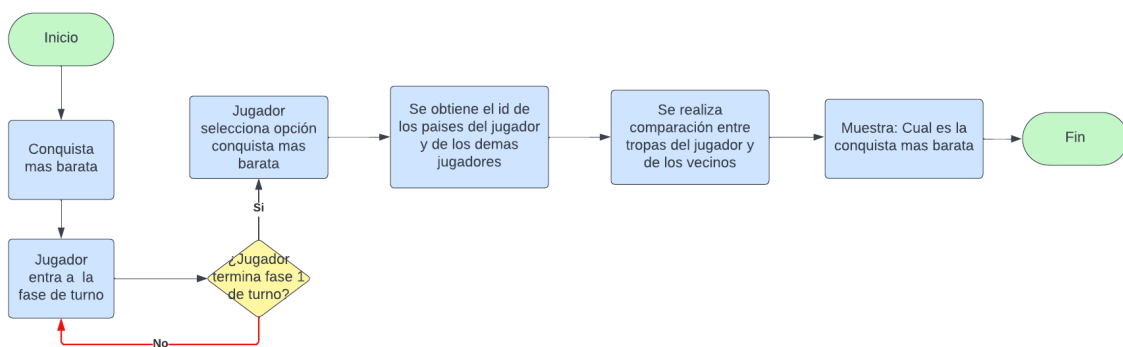 Inicio
Conquista
mas barata
Jugador
entra a la
fase de turno
¿Jugador
termina fase 1
de turno?
No
Si
Jugador
selecciona opción
conquista mas
barata
Se obtiene el id de
los paises del jugador
y de los demas
jugadores
Se realiza
comparación entre
tropas del jugador y
de los vecinos
Muestra: Cual es la
conquista mas barata
Fin